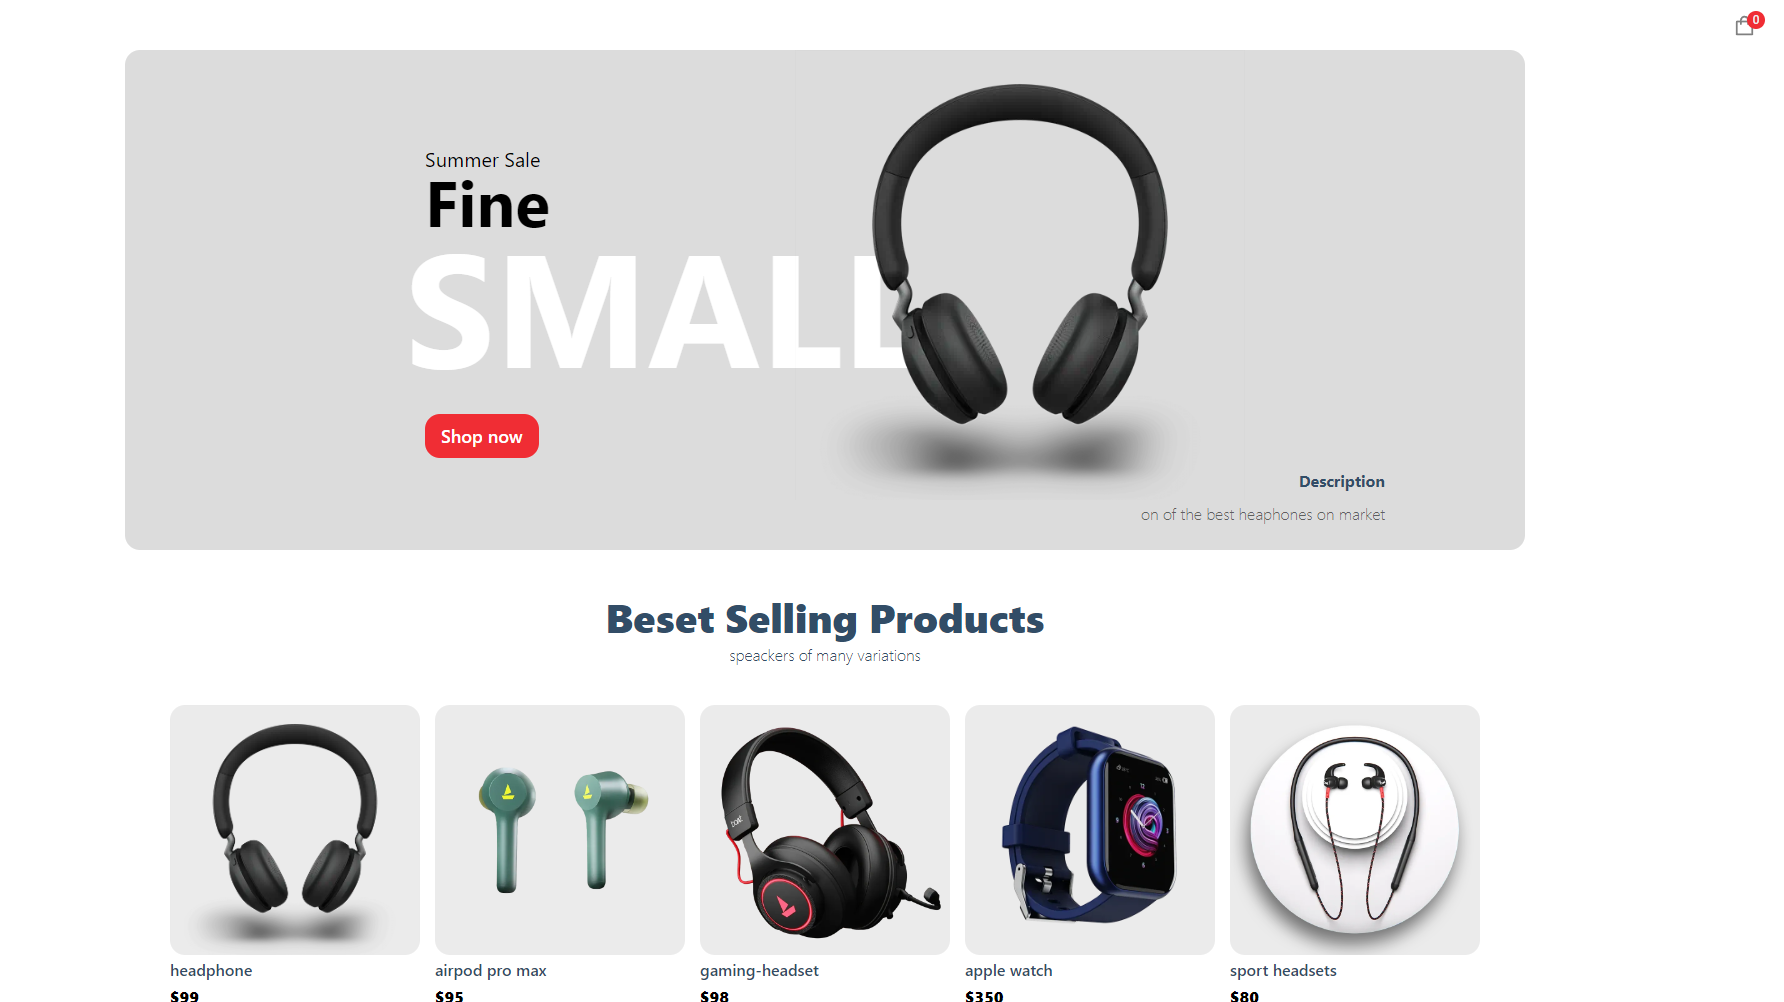 0
Summer Sale
Fine
SMALL
Shop now
Description
on of the best heaphones on market
Beset Selling Products
speackers of many variations
boAt
headphone
airpod pro max
gaming-headset
apple watch
sport headsets
$99
$95
$98
$350
$80